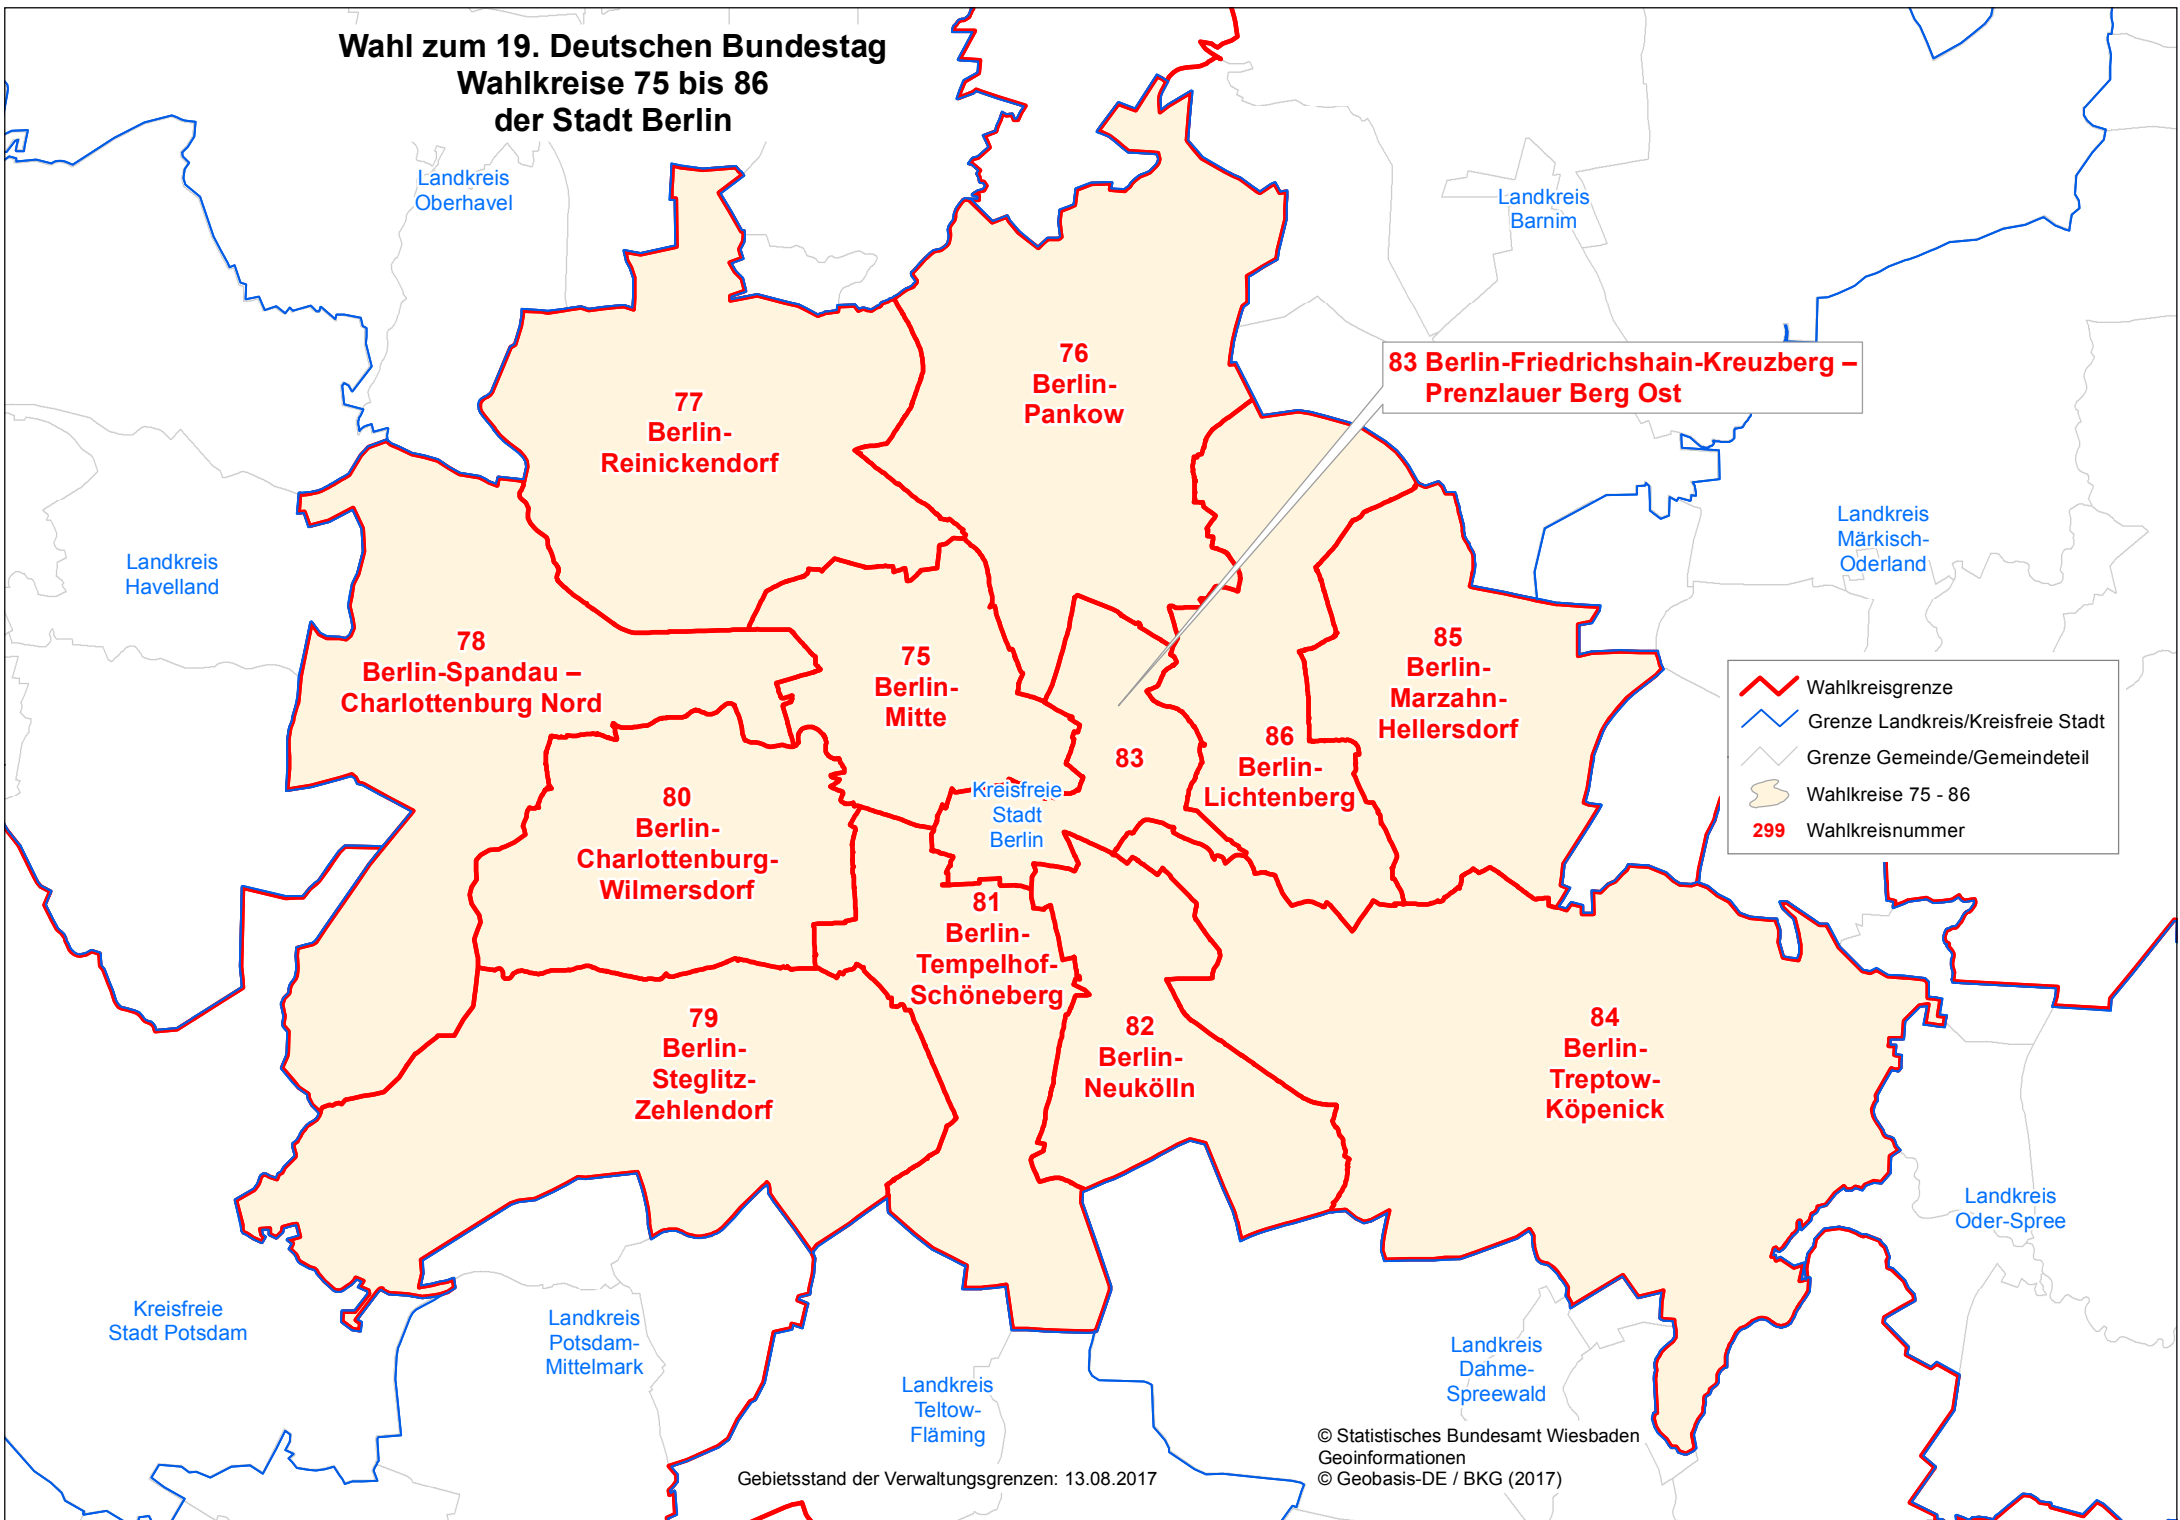 Wahl zum 19. Deutschen Bundestag
Wahlkreise 75 bis 86
der Stadt Berlin
Landkreis
Oberhavel
Landkreis
Barnim
76
Berlin-
Pankow
83 Berlin-Friedrichshain-Kreuzberg –
Prenzlauer Berg Ost
77
Berlin-
Reinickendorf
Landkreis
Märkisch-
Oderland
Landkreis
Havelland
78
Berlin-Spandau –
Charlottenburg Nord
75
Berlin-
Mitte
85
Berlin-
Marzahn-
Hellersdorf
83
86
Berlin-
Lichtenberg
Wahlkreisgrenze
Grenze Landkreis/Kreisfreie Stadt
Grenze Gemeinde/Gemeindeteil
Wahlkreise 75 - 86
299 Wahlkreisnummer
80
Berlin-
Charlottenburg-
Wilmersdorf
Kreisfreie
Stadt
Berlin
81
Berlin-
Tempelhof-
Schöneberg
79
Berlin-
Steglitz-
Zehlendorf
82
Berlin-
Neukölln
84
Berlin-
Treptow-
Köpenick
Landkreis
Oder-Spree
Kreisfreie
Stadt Potsdam
Landkreis
Potsdam-
Mittelmark
Landkreis
Teltow-
Fläming
Landkreis
Dahme-
Spreewald
Gebietsstand der Verwaltungsgrenzen: 13.08.2017
© Statistisches Bundesamt Wiesbaden
Geoinformationen
© Geobasis-DE / BKG (2017)